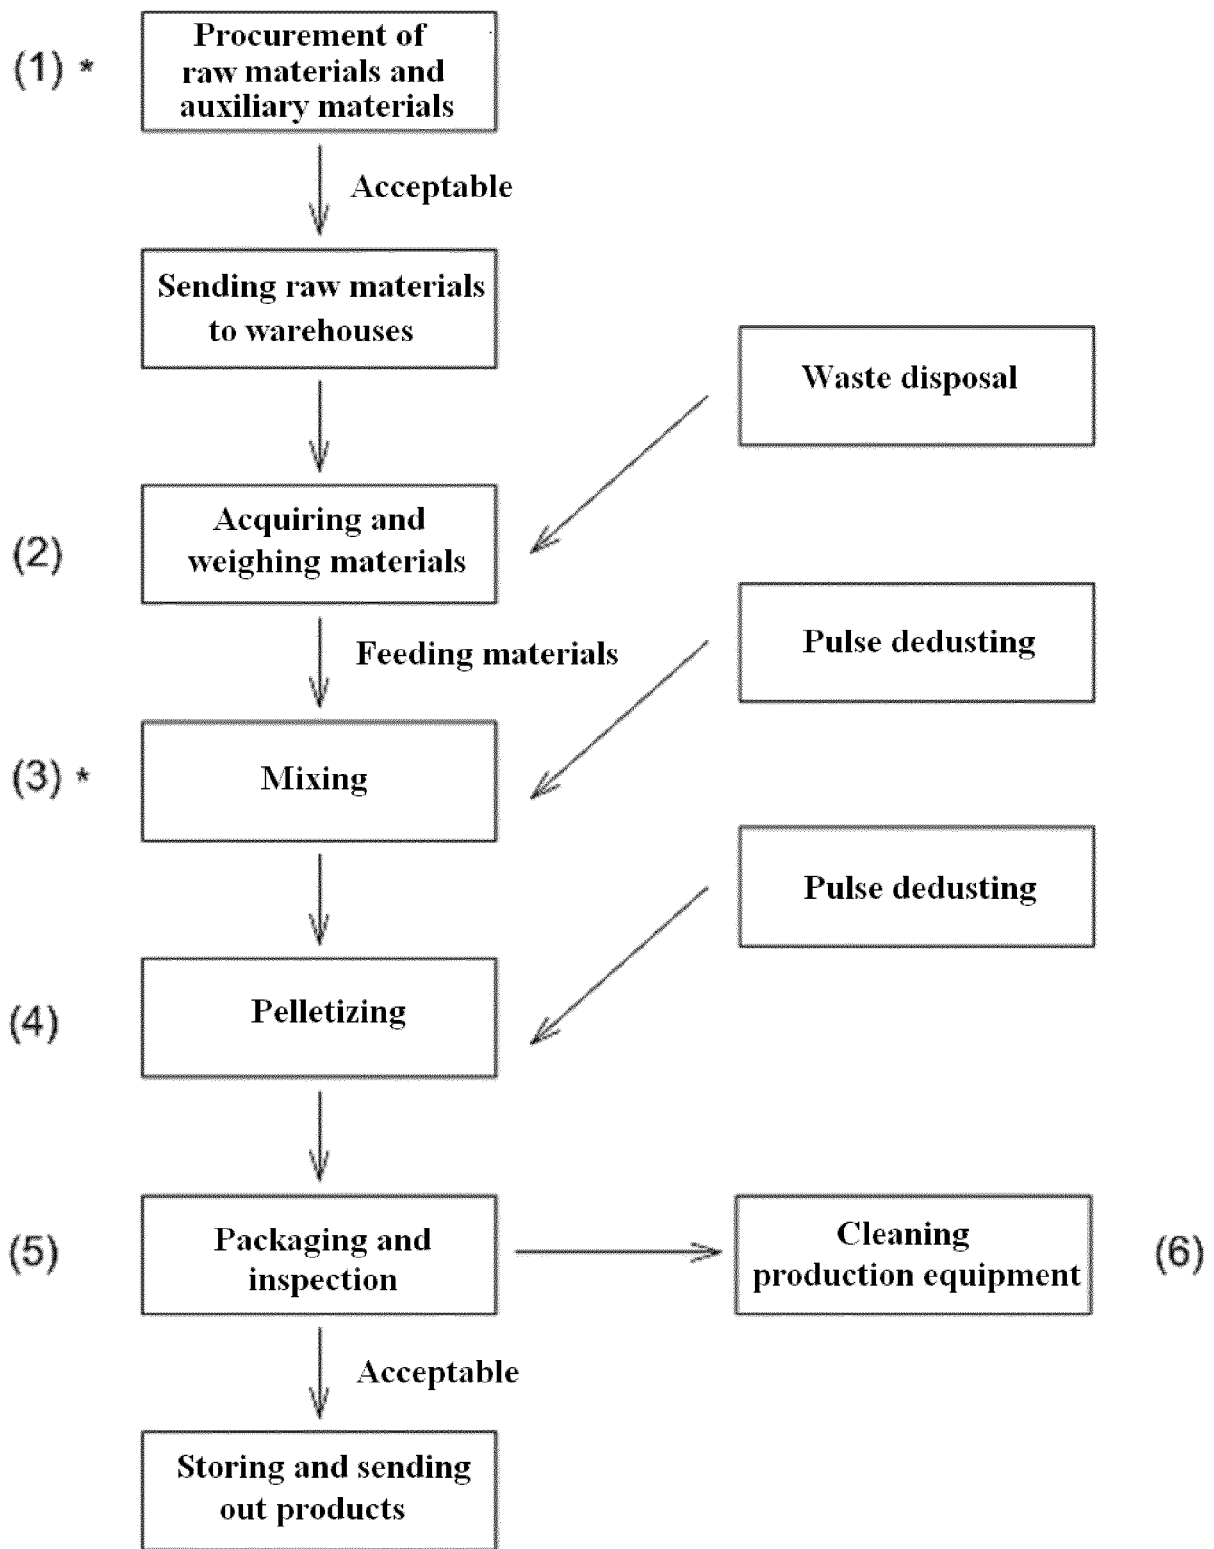 (1) *
Procurement of
raw materials and
auxiliary materials
Acceptable
Sending raw materials
to warehouses
Waste disposal
(2)
Acquiring and
weighing materials
Feeding materials
Pulse dedusting
(3) *
Mixing
Pulse dedusting
(4)
Pelletizing
(5)
Packaging and
inspection
Cleaning
production equipment
(6)
Acceptable
Storing and sending
out products